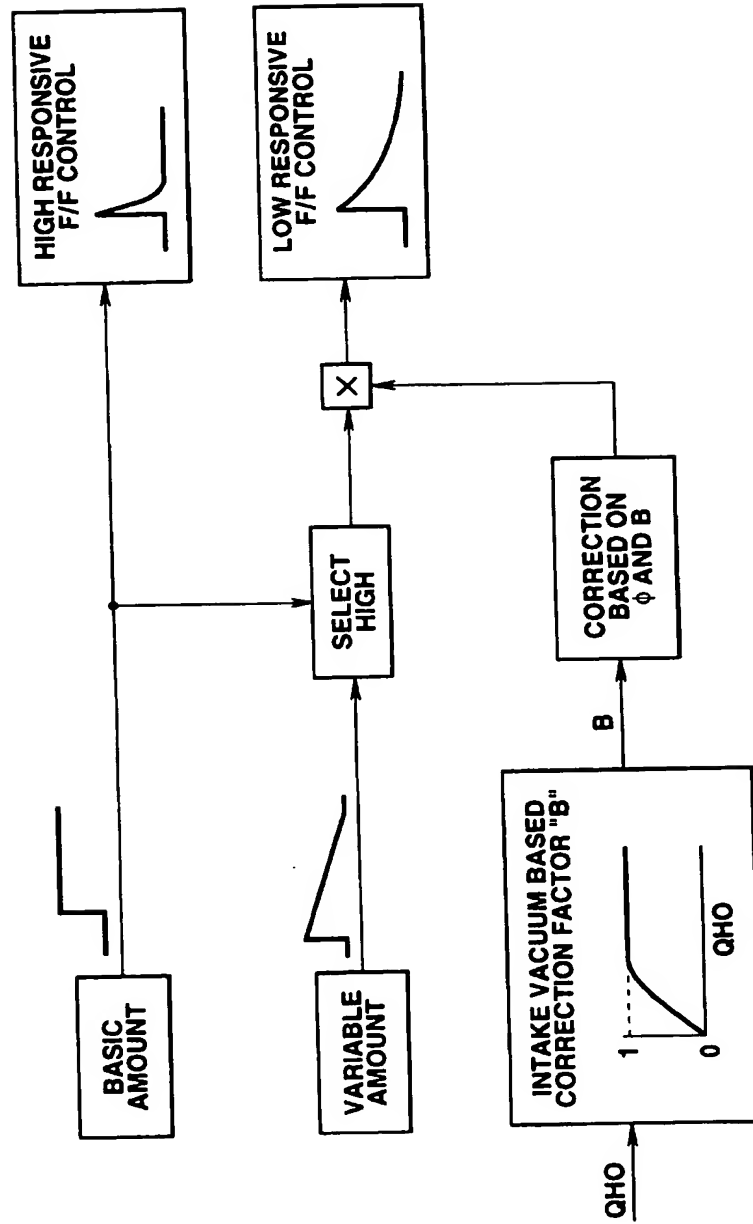 BASIC
AMOUNT
HIGH RESPONSIVE
F/F CONTROL
VARIABLE
AMOUNT
SELECT
HIGH
X
LOW RESPONSIVE
F/F CONTROL
QHO
INTAKE VACUUM BASED
CORRECTION FACTOR "B"
1
0
QHO
B
CORRECTION
BASED ON
ϕ AND B